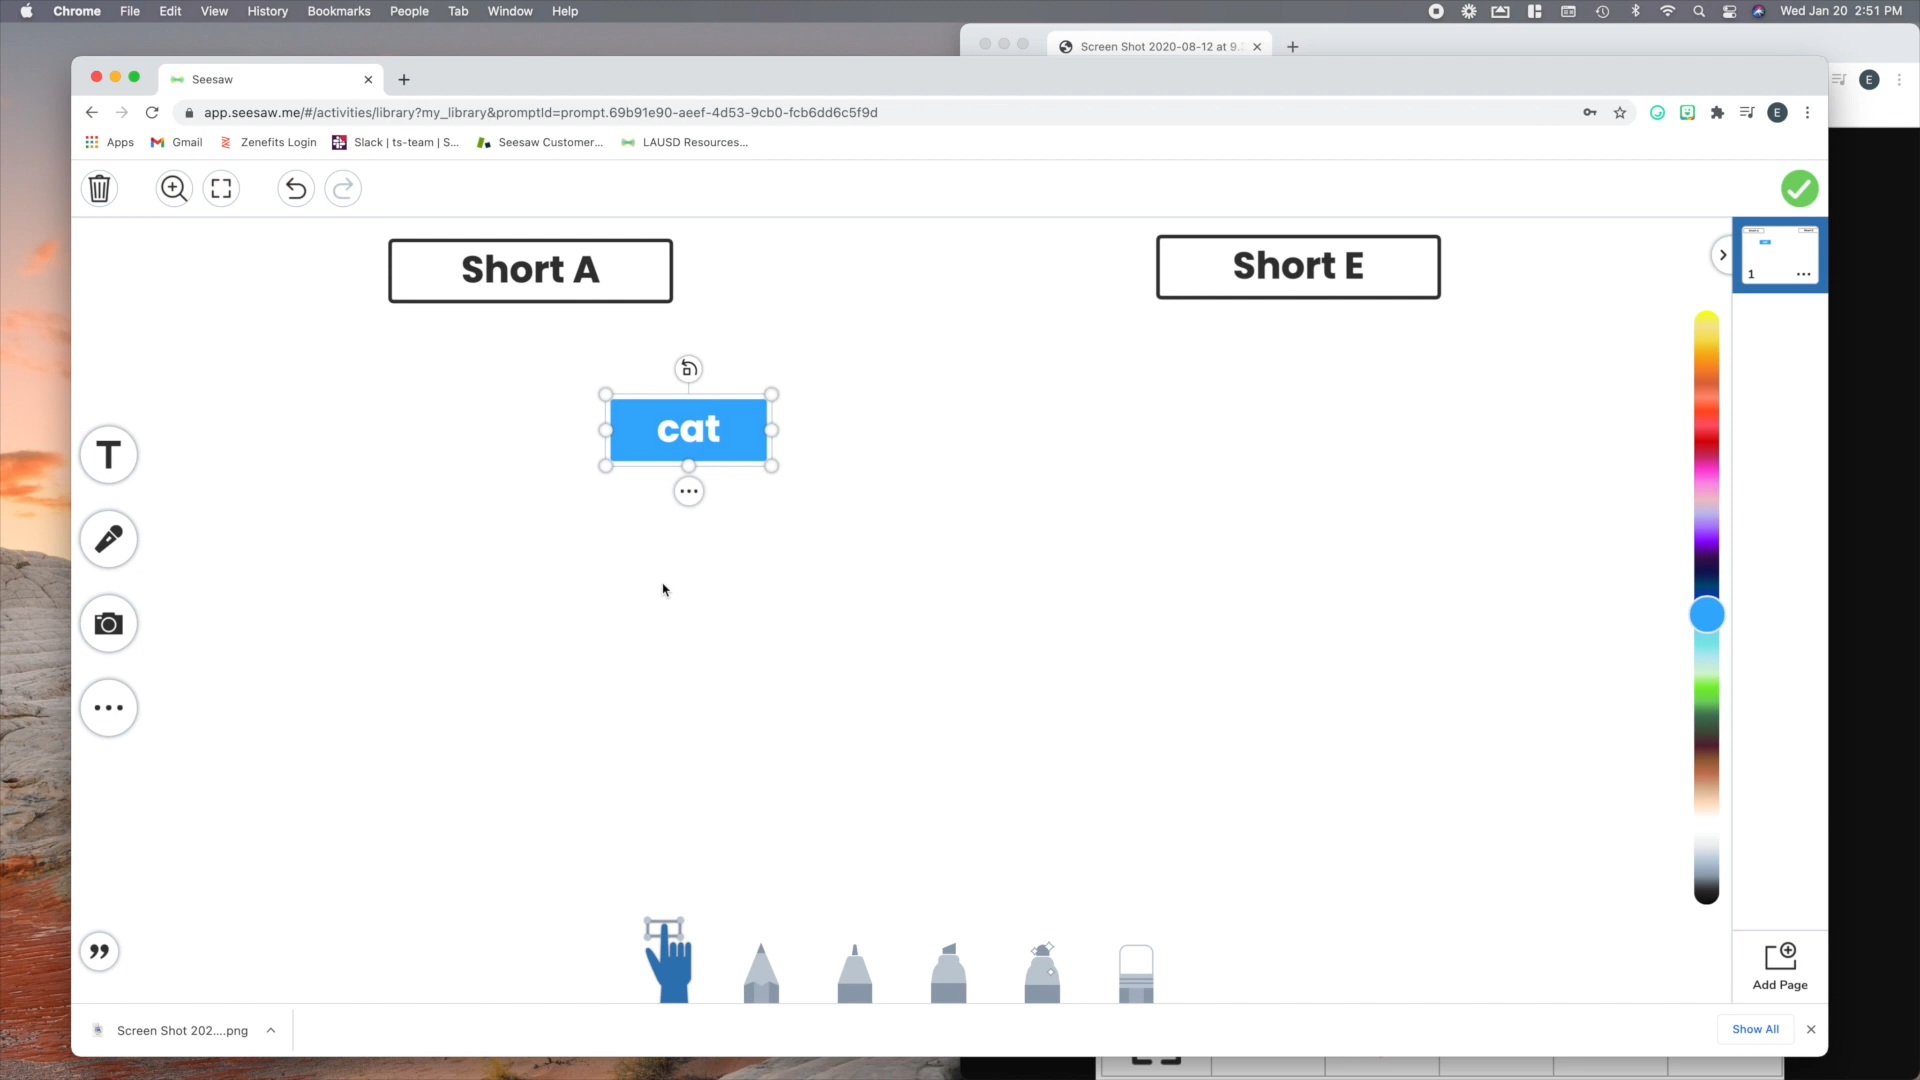 Chrome File Edit View History Bookmarks People Tab Window Help Wed Jan 20 2:51 PM
Screen Shot 2020-08-12 at 9.
Seesaw
E
app.seesaw.me/#/activities/library?my_library&promptId=prompt.69b91e90-aeef-4d53-9cb0-fcb6dd6c5f9d E
Apps Gmail Zenefits Login Slack | ts-team | S... Seesaw Customer... LAUSD Resources...
Short A Short E
1
cat
T
Add Page
Screen Shot 202....png Show All